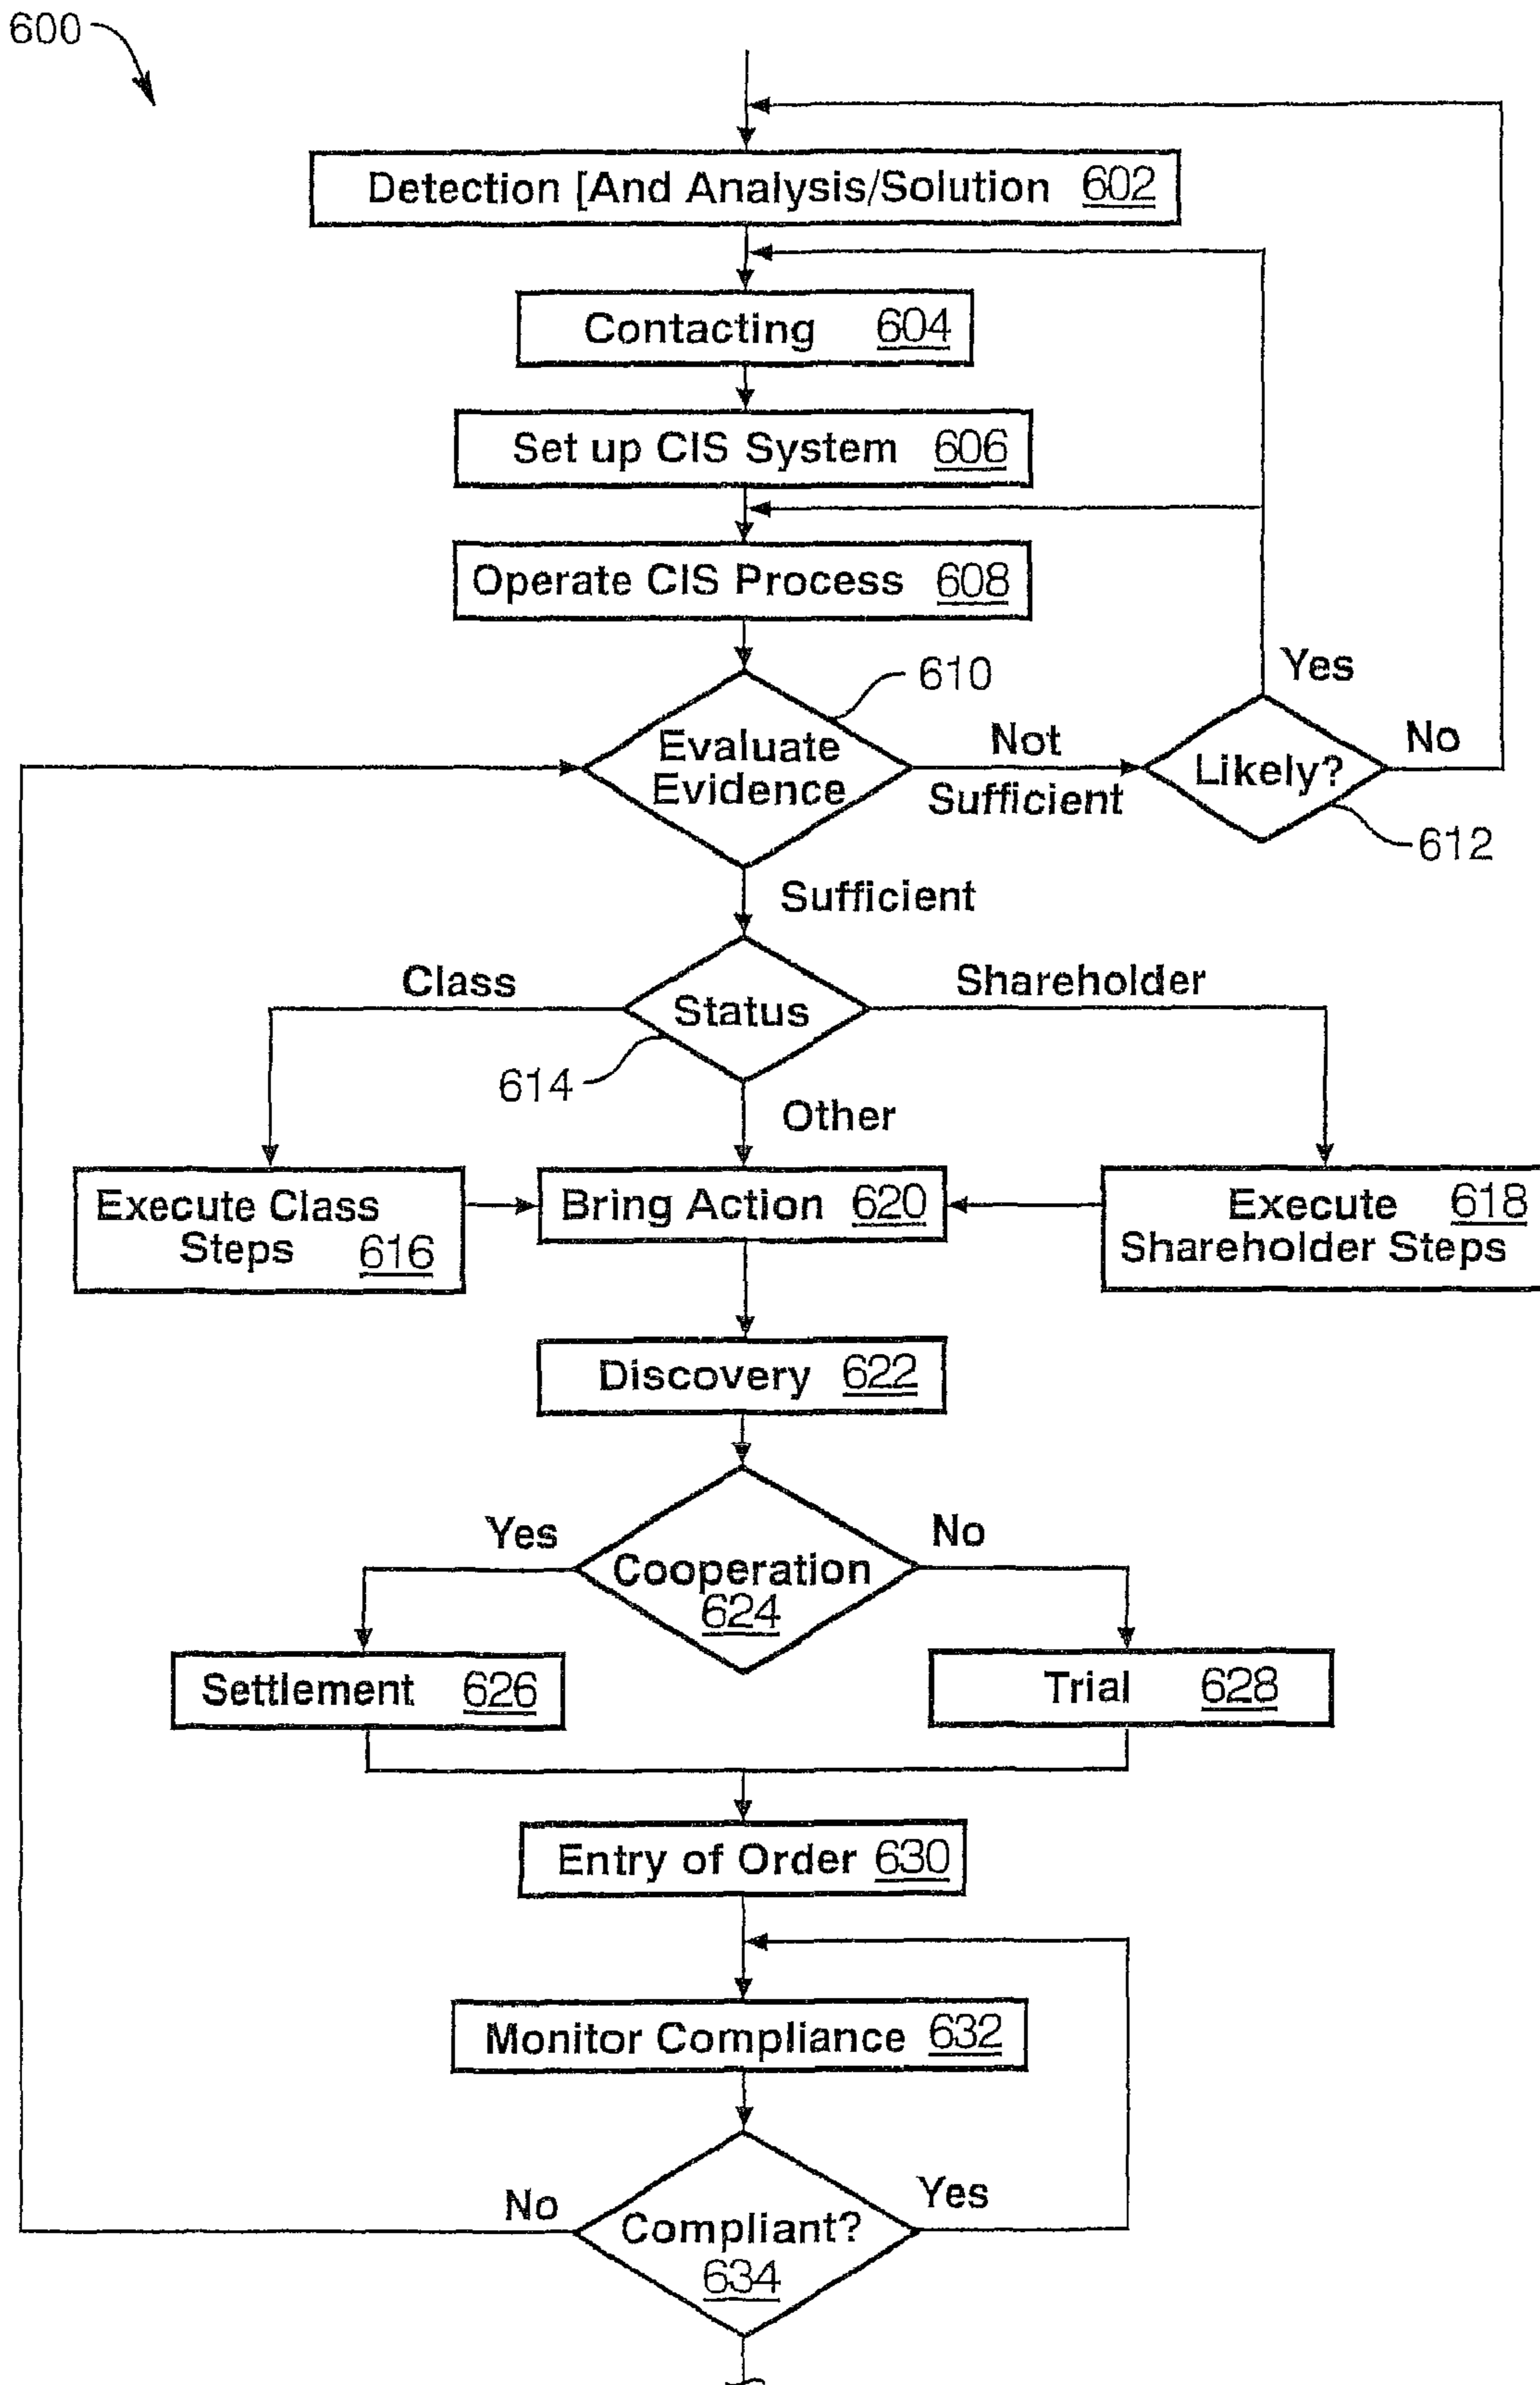 600
Detection [And Analysis/Solution 602
Contacting 604
Set up CIS System 606
Operate CIS Process 608
610
Evaluate
Evidence
Not
Sufficient
Yes
Likely?
No
612
Sufficient
Class
Status
Shareholder
614
Other
Execute Class
Steps 616
Bring Action 620
Execute 618
Shareholder Steps
Discovery 622
Yes
Cooperation
624
No
Settlement 626
Trial 628
Entry of Order 630
Monitor Compliance 632
No
Compliant?
634
Yes